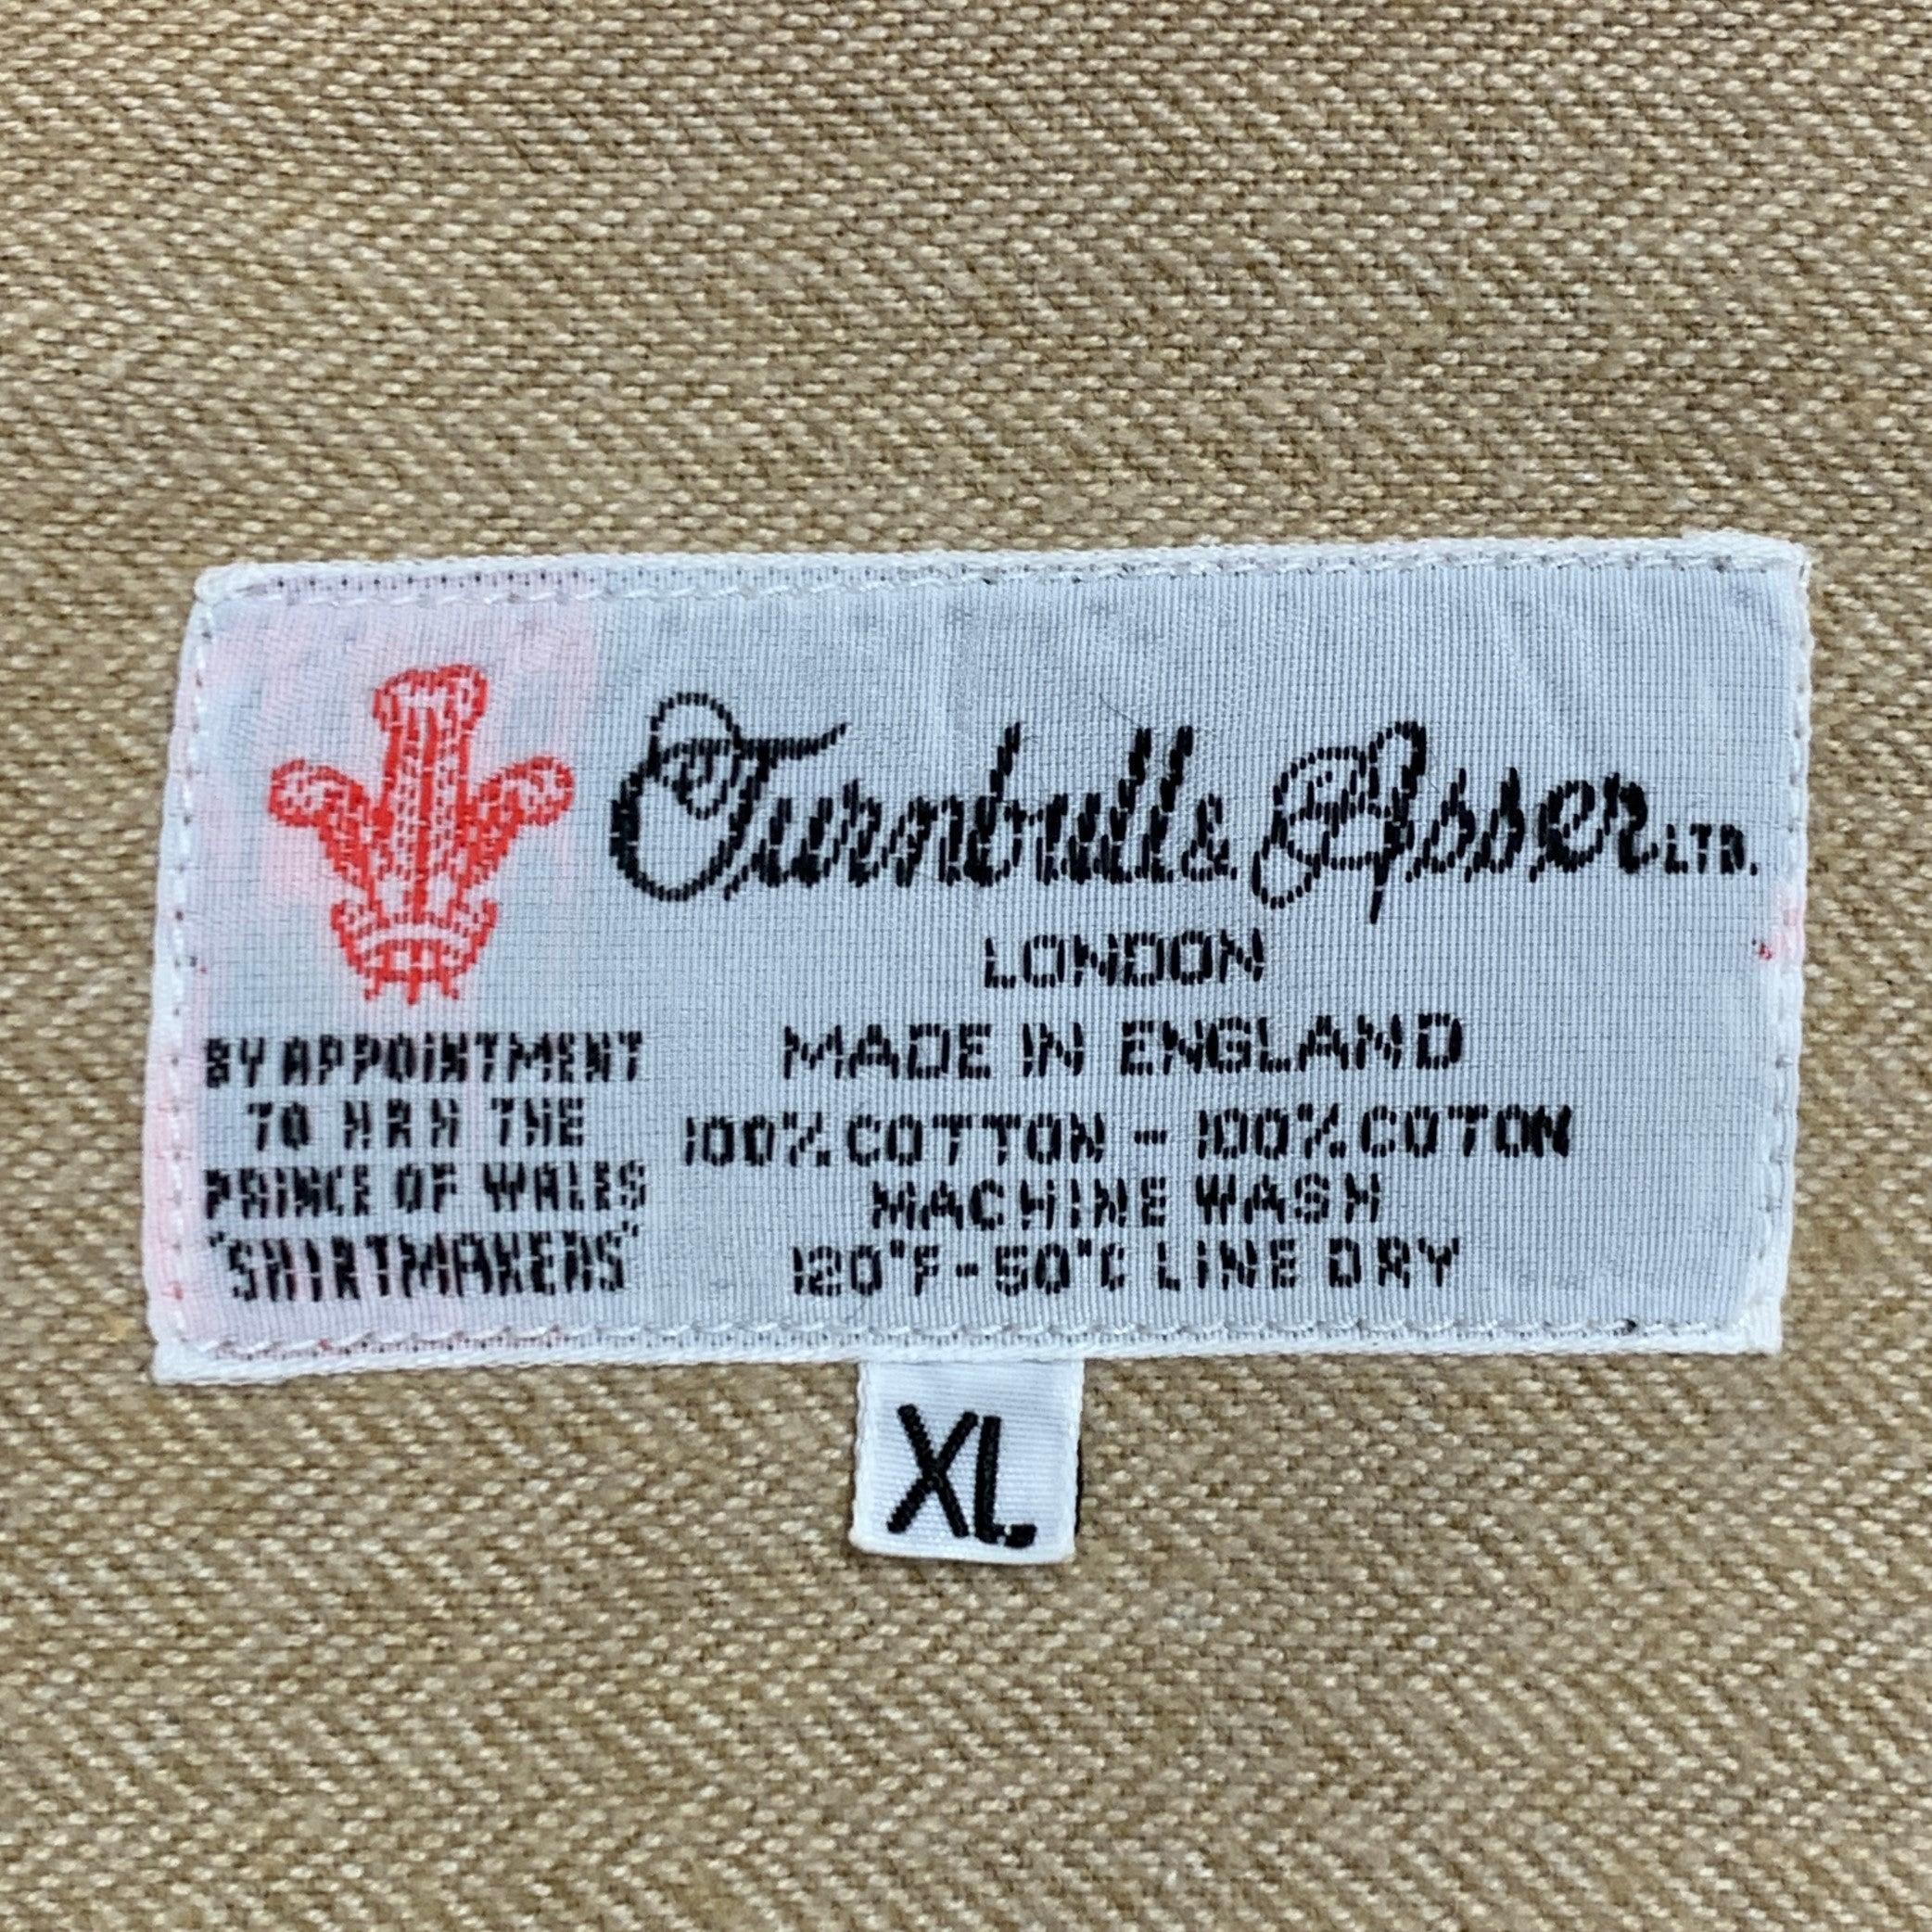 Turnbull & Asser LTD.
LONDON
MADE IN ENGLAND
100% COTTON - 100% COTON
MACHINE WASH
120°F-50°C LINE DRY
BY APPOINTMENT
TO HRH THE
PRINCE OF WALES
"SHIRTMAKERS"
XL